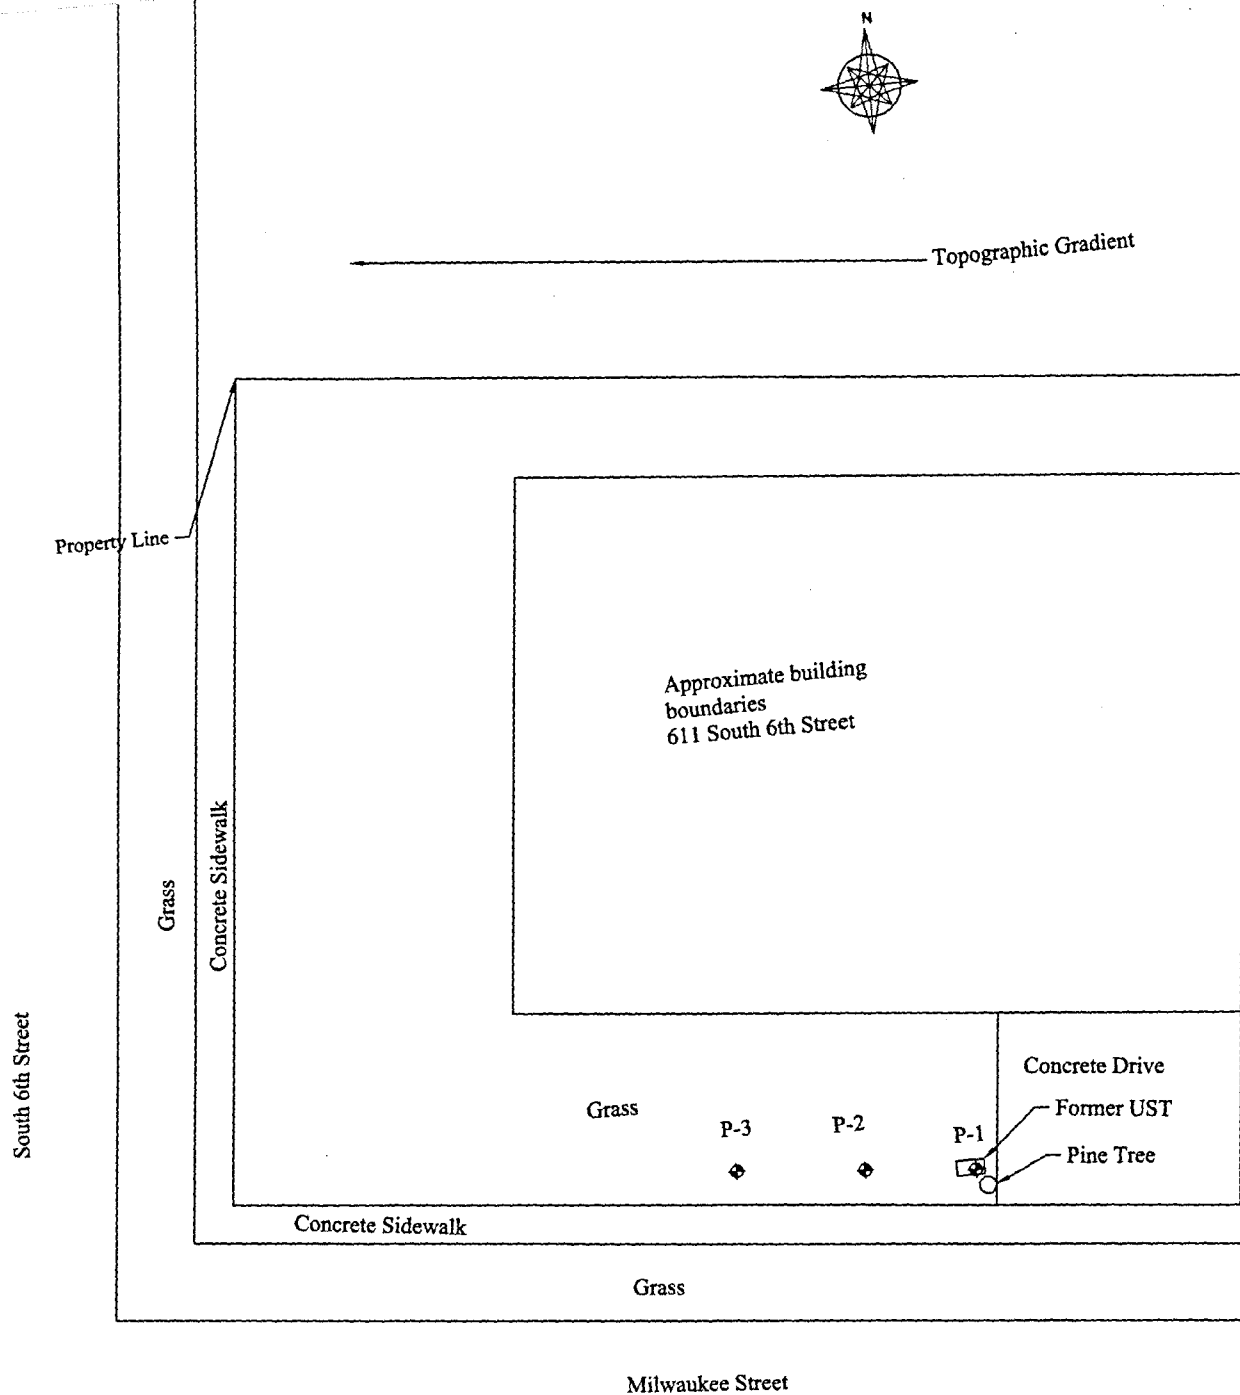 N
Topographic Gradient
Property Line
Approximate building
boundaries
611 South 6th Street
Concrete Sidewalk
Grass
South 6th Street
Concrete Drive
Former UST
Grass
P-3
P-2
P-1
Pine Tree
Concrete Sidewalk
Grass
Milwaukee Street